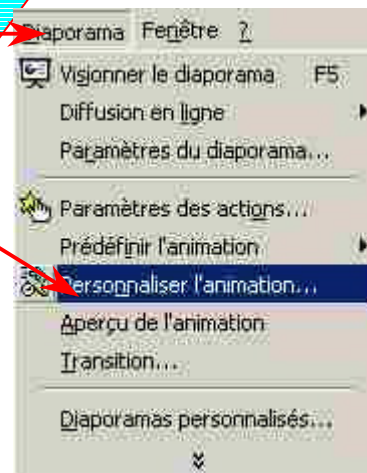 Diaporama Fenêtre ?
Visionner le diaporama F5
Diffusion en ligne
Paramètres du diaporama...
Paramètres des actions...
Prédéfinir l'animation
Personnaliser l'animation...
Aperçu de l'animation
Transition...
Diaporamas personnalisés...